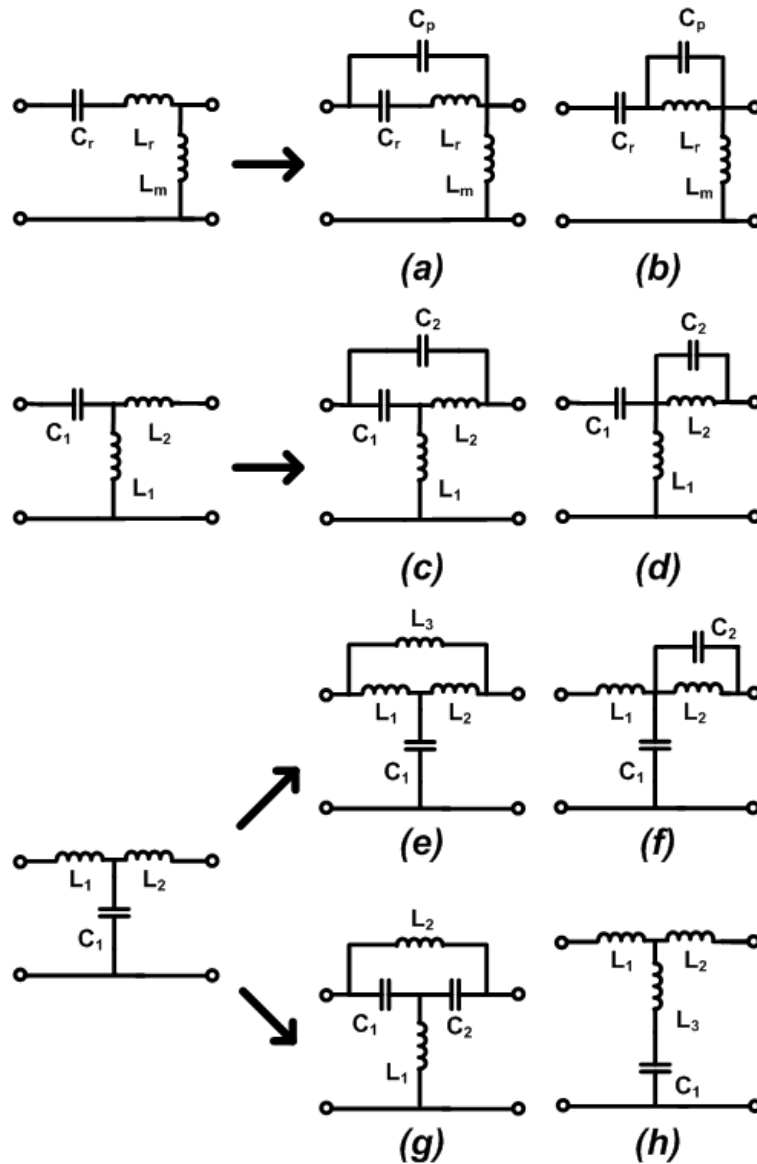 Cp
Cp
Cr Lr
Lm
Cr Lr
Lm
Cr Lr
Lm
(a) (b)
C2
C2
C1 L2
L1
C1 L2
L1
C1 L2
L1
(c) (d)
L3
C2
L1 L2
C1
L1 L2
C1
(e) (f)
L1 L2
C1
L2
C1 C2
L1
L1 L2
L3
C1
(g) (h)